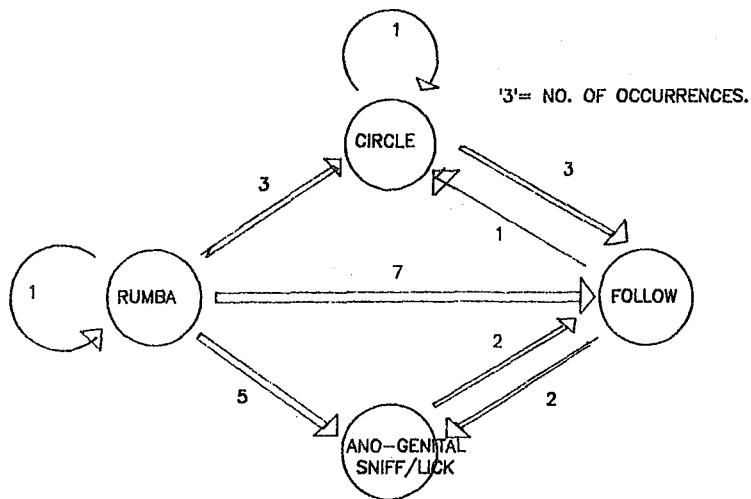 1
'3'= NO. OF OCCURRENCES.
CIRCLE
3
3
1
7
1
RUMBA
FOLLOW
2
5
2
ANO-GENITAL
SNIFF/LICK